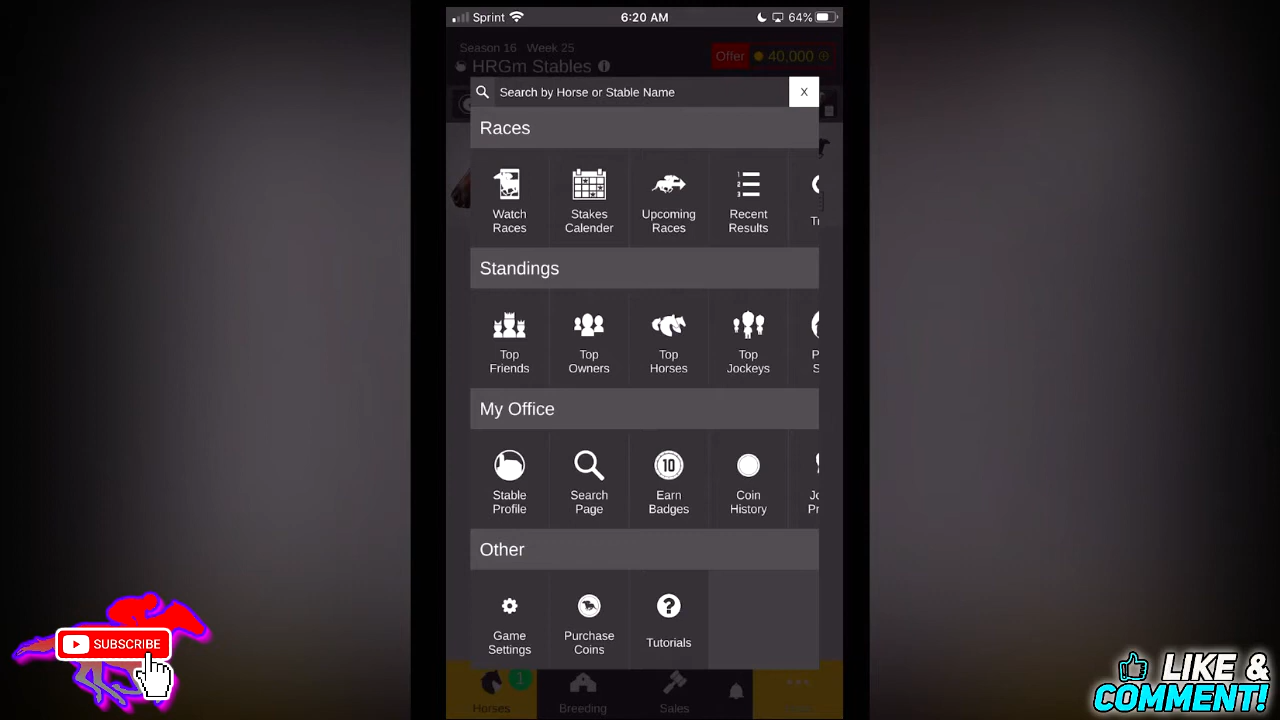 Sprint 6:20 AM 64%
Season 16 Week 25
HRGm Stables
Offer 40,000
Search by Horse or Stable Name X
Races
Watch Races
Stakes Calender
Upcoming Races
Recent Results
Standings
Top Friends
Top Owners
Top Horses
Top Jockeys
My Office
Stable Profile
Search Page
10
Earn Badges
Coin History
Other
Game Settings
Purchase Coins
Tutorials
Horses 1 Breeding Sales
SUBSCRIBE
LIKE &
COMMENT!